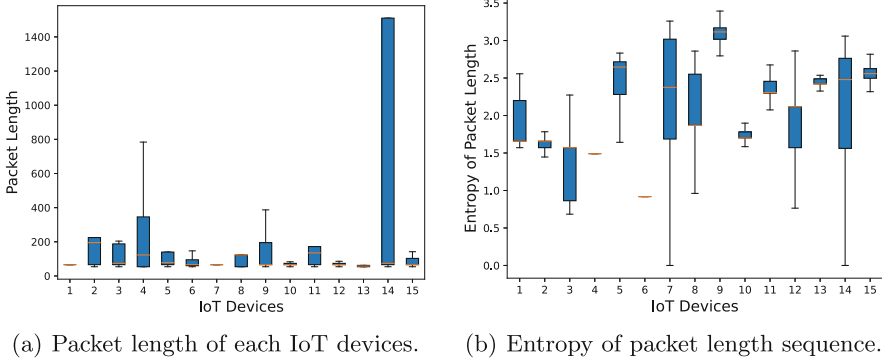 1400
1200
1000
800
600
400
200
0
Packet Length
1 2 3 4 5 6 7 8 9 10 11 12 13 14 15
IoT Devices
(a) Packet length of each IoT devices.
3.5
3.0
2.5
2.0
1.5
1.0
0.5
0.0
Entropy of Packet Length
1 2 3 4 5 6 7 8 9 10 11 12 13 14 15
IoT Devices
(b) Entropy of packet length sequence.